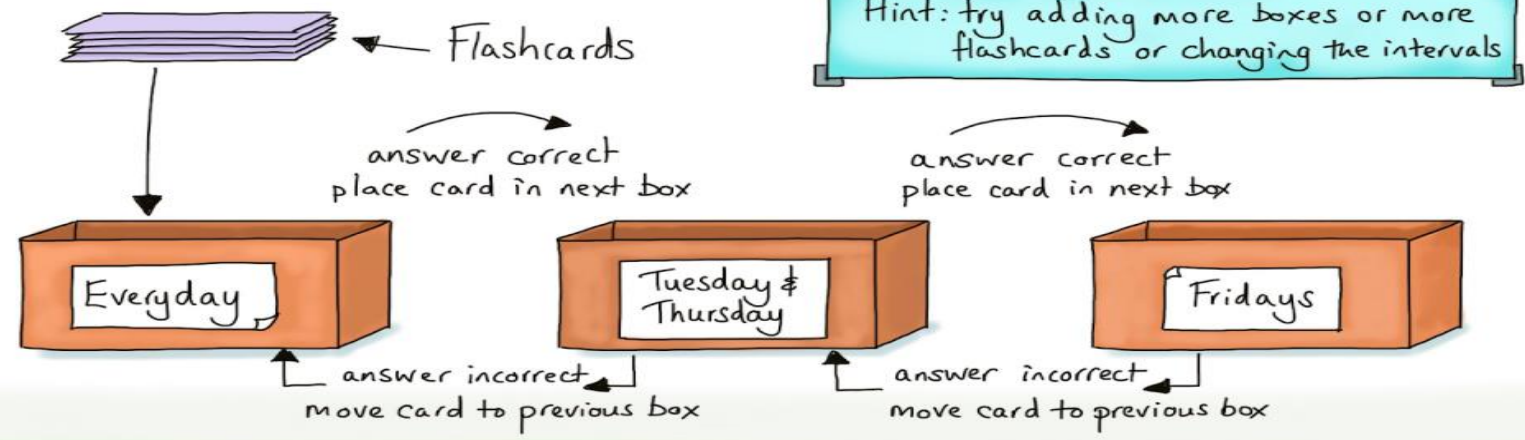 Flashcards
Hint: try adding more boxes or more
flashcards or changing the intervals
answer correct
place card in next box
answer correct
place card in next box
Everyday
Tuesday &
Thursday
Fridays
answer incorrect
move card to previous box
answer incorrect
move card to previous box